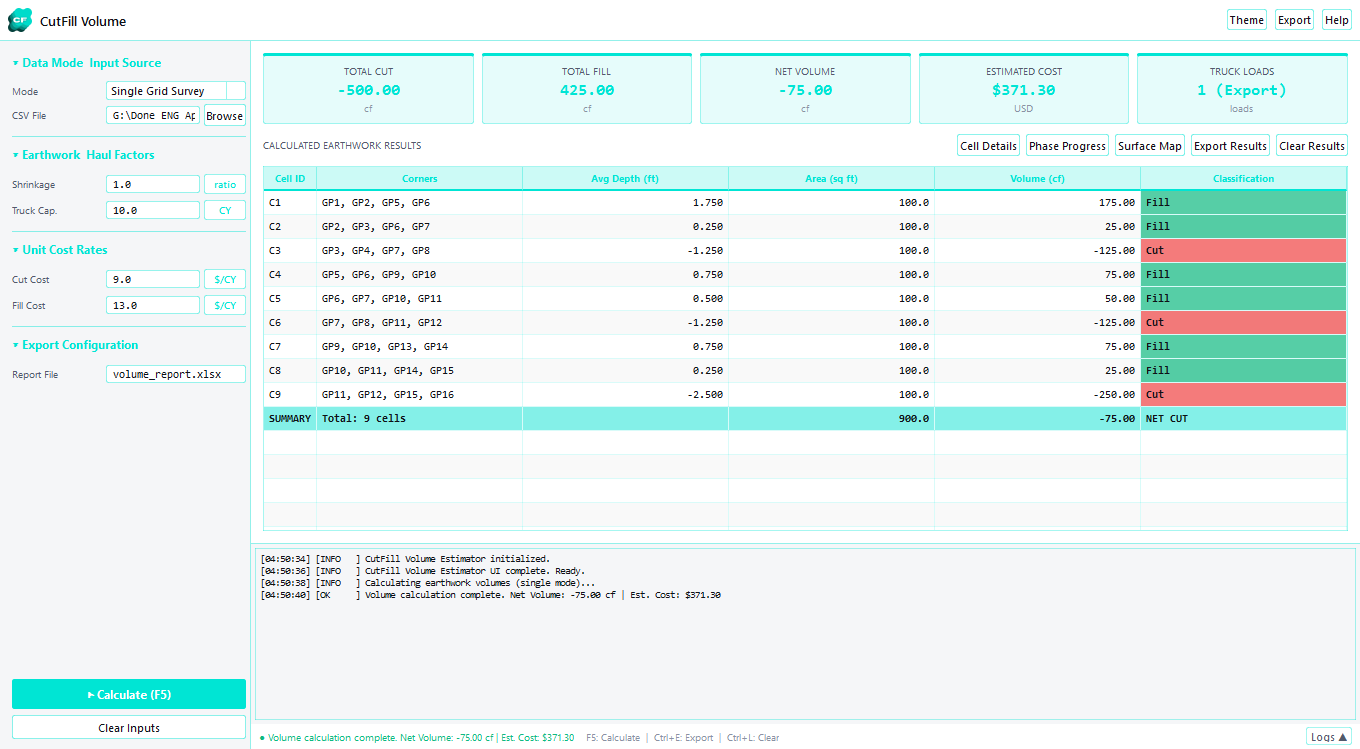 CF CutFill Volume Theme Export Help
▾ Data Mode Input Source
Mode Single Grid Survey
CSV File G:\Done ENG Ap Browse
▾ Earthwork Haul Factors
Shrinkage 1.0 ratio
Truck Cap. 10.0 CY
▾ Unit Cost Rates
Cut Cost 9.0 $/CY
Fill Cost 13.0 $/CY
▾ Export Configuration
Report File volume_report.xlsx
▸ Calculate (F5)
Clear Inputs
TOTAL CUT
-500.00
cf
TOTAL FILL
425.00
cf
NET VOLUME
-75.00
cf
ESTIMATED COST
$371.30
USD
TRUCK LOADS
1 (Export)
loads
CALCULATED EARTHWORK RESULTS Cell Details Phase Progress Surface Map Export Results Clear Results
Cell ID Corners Avg Depth (ft) Area (sq ft) Volume (cf) Classification
C1 GP1, GP2, GP5, GP6 1.750 100.0 175.00 Fill
C2 GP2, GP3, GP6, GP7 0.250 100.0 25.00 Fill
C3 GP3, GP4, GP7, GP8 -1.250 100.0 -125.00 Cut
C4 GP5, GP6, GP9, GP10 0.750 100.0 75.00 Fill
C5 GP6, GP7, GP10, GP11 0.500 100.0 50.00 Fill
C6 GP7, GP8, GP11, GP12 -1.250 100.0 -125.00 Cut
C7 GP9, GP10, GP13, GP14 0.750 100.0 75.00 Fill
C8 GP10, GP11, GP14, GP15 0.250 100.0 25.00 Fill
C9 GP11, GP12, GP15, GP16 -2.500 100.0 -250.00 Cut
SUMMARY Total: 9 cells 900.0 -75.00 NET CUT
[04:50:34] [INFO ] CutFill Volume Estimator initialized.
[04:50:36] [INFO ] CutFill Volume Estimator UI complete. Ready.
[04:50:38] [INFO ] Calculating earthwork volumes (single mode)...
[04:50:40] [OK ] Volume calculation complete. Net Volume: -75.00 cf | Est. Cost: $371.30
● Volume calculation complete. Net Volume: -75.00 cf | Est. Cost: $371.30 F5: Calculate | Ctrl+E: Export | Ctrl+L: Clear Logs ▲